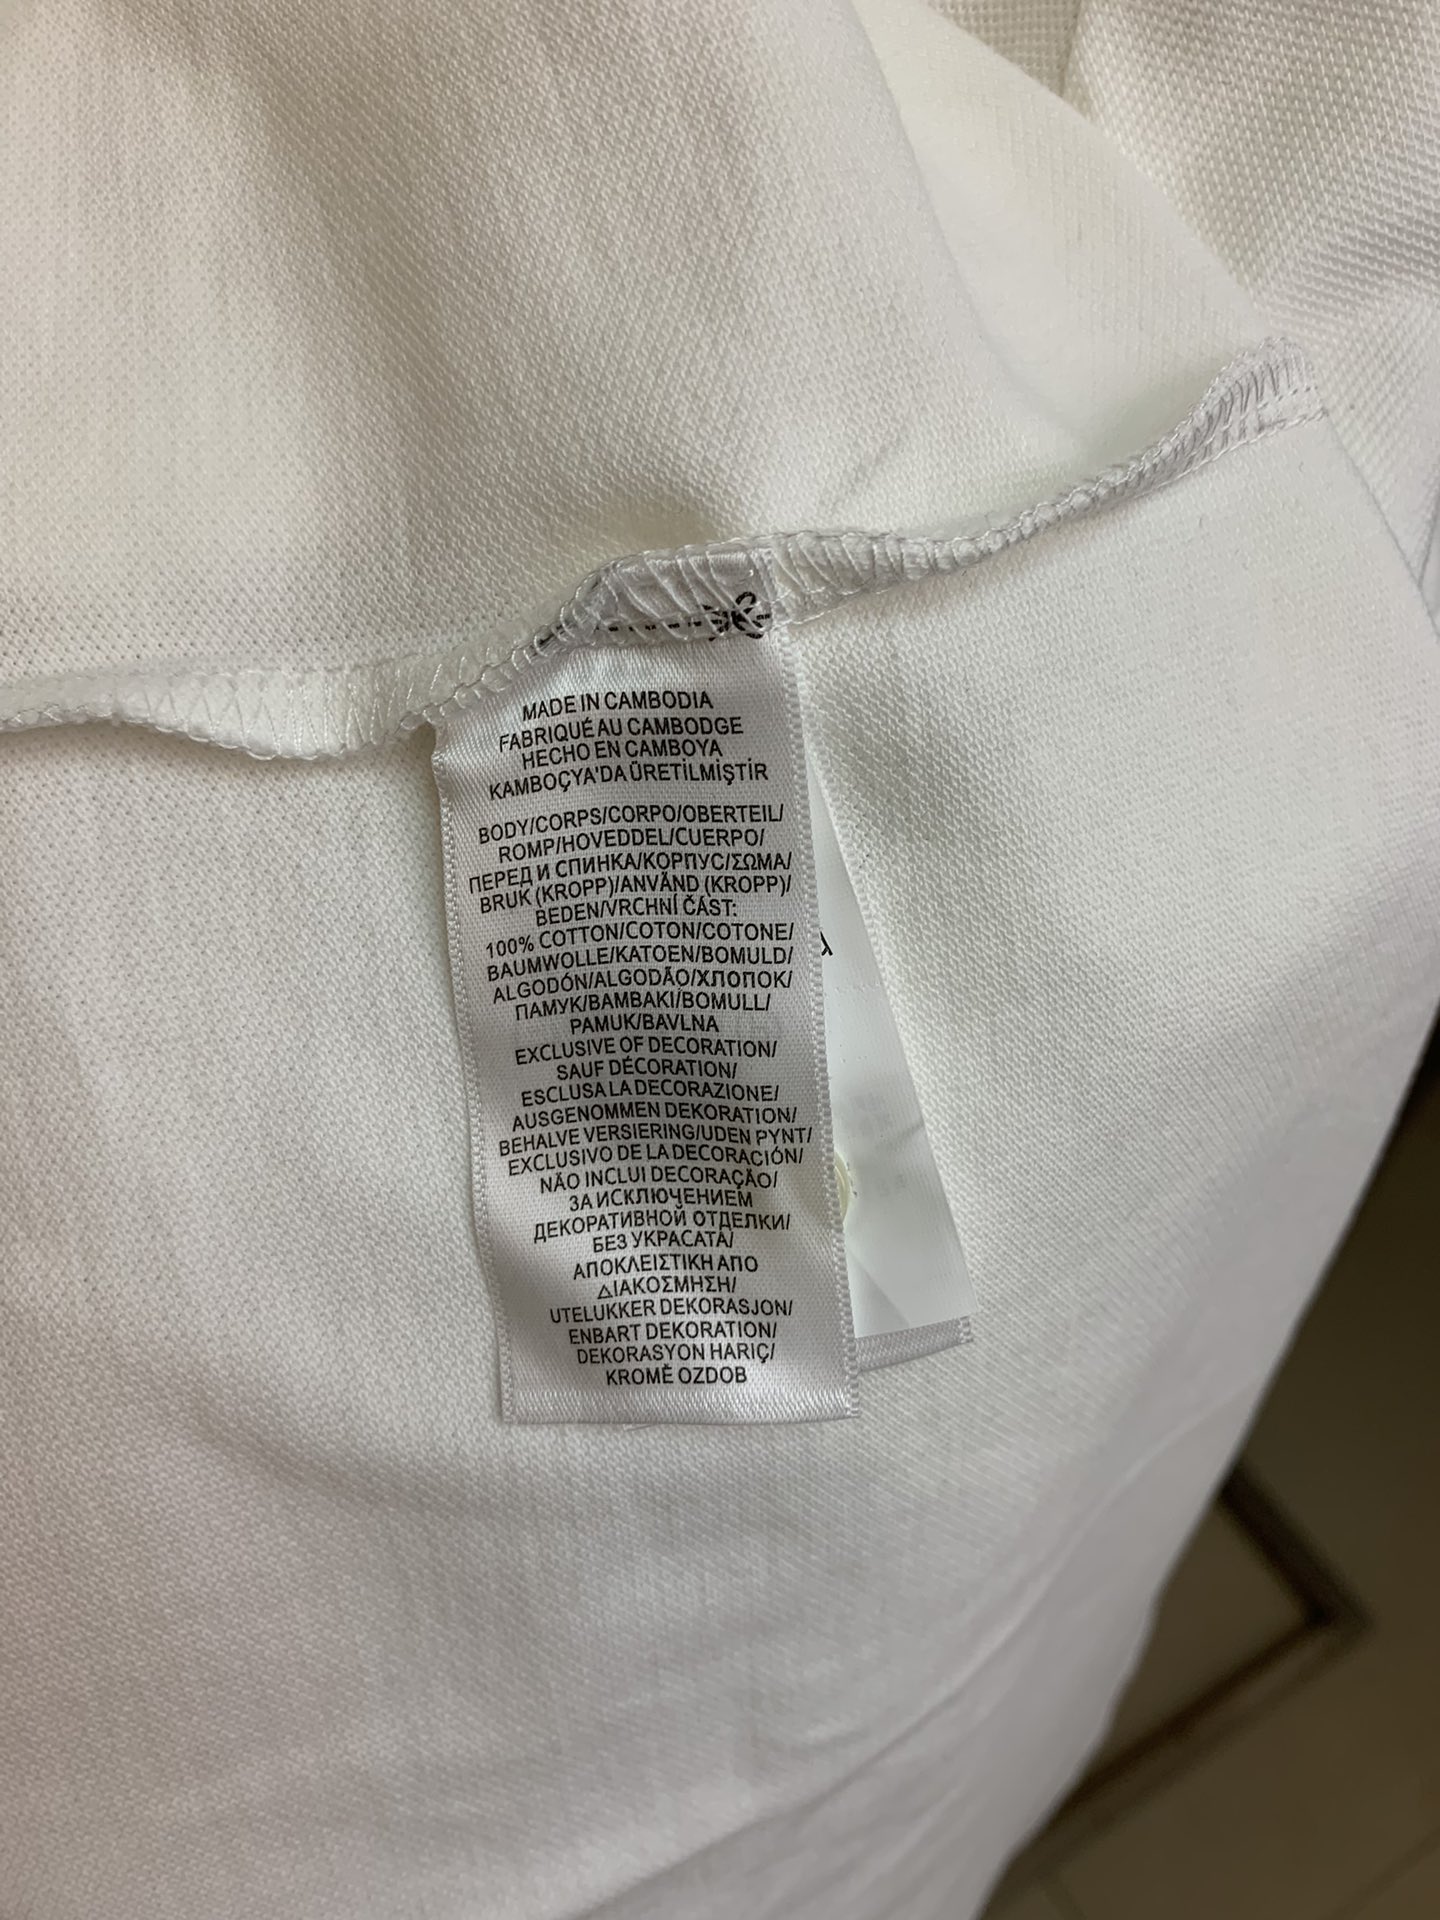 MADE IN CAMBODIA
FABRIQUÉ AU CAMBODGE
HECHO EN CAMBOYA
KAMBOÇYA'DA ÜRETİLMİŞTİR
BODY/CORPS/CORPO/OBERTEIL/
ROMP/HOVEDDEL/CUERPO/
ПЕРЕД И СПИНКА/КОРПУС/ΣΩΜΑ/
BRUK (KROPP)/ANVÄND (KROPP)/
BEDEN/VRCHNÍ ČÁST:
100% COTTON/COTON/COTONE/
BAUMWOLLE/KATOEN/BOMULD/
ALGODÓN/ALGODÃO/ХЛОПОК/
ПАМУК/ΒΑΜΒΑΚΙ/BOMULL/
PAMUK/BAVLNA
EXCLUSIVE OF DECORATION/
SAUF DÉCORATION/
ESCLUSA LA DECORAZIONE/
AUSGENOMMEN DEKORATION/
BEHALVE VERSIERING/UDEN PYNT/
EXCLUSIVO DE LA DECORACIÓN/
NÃO INCLUI DECORAÇÃO/
ЗА ИСКЛЮЧЕНИЕМ
ДЕКОРАТИВНОЙ ОТДЕЛКИ/
БЕЗ УКРАСАТА/
ΑΠΟΚΛΕΙΣΤΙΚΗ ΑΠΟ
ΔΙΑΚΟΣΜΗΣΗ/
UTELUKKER DEKORASJON/
ENBART DEKORATION/
DEKORASYON HARIÇ/
KROMĚ OZDOB